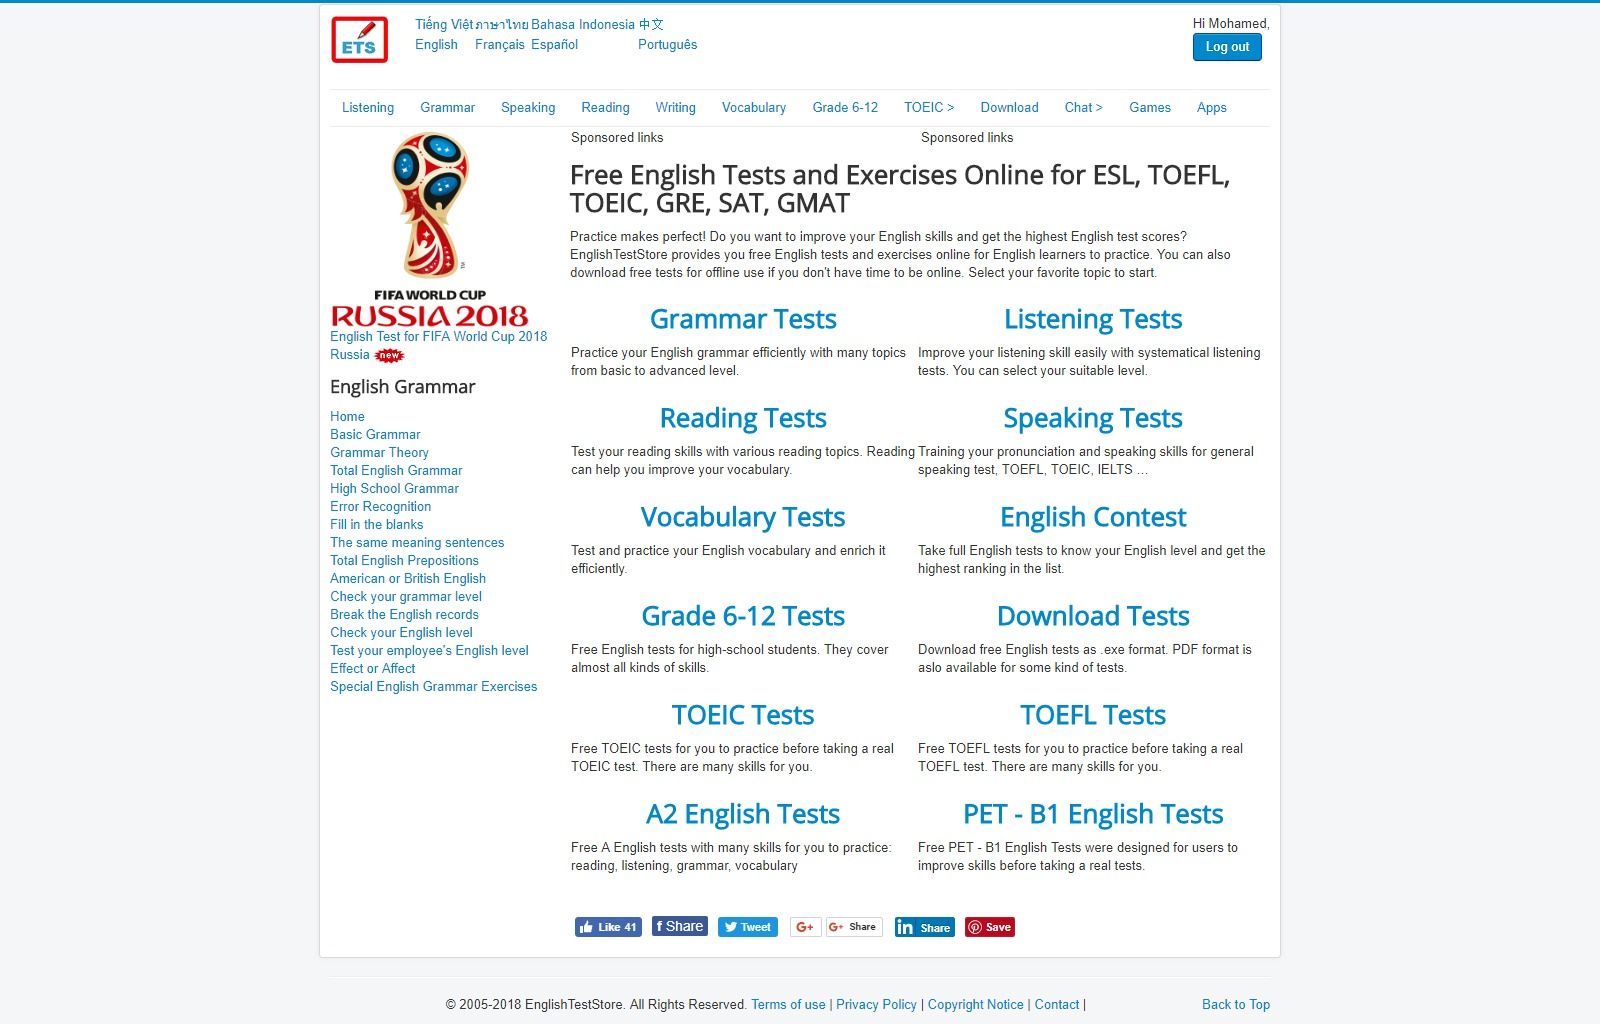 ETS
Tiếng Việt ภาษาไทย Bahasa Indonesia 中文
English Français Español Português
Hi Mohamed,
Log out
Listening Grammar Speaking Reading Writing Vocabulary Grade 6-12 TOEIC > Download Chat > Games Apps
FIFA WORLD CUP
RUSSIA 2018
TM
English Test for FIFA World Cup 2018
Russia new
English Grammar
Home
Basic Grammar
Grammar Theory
Total English Grammar
High School Grammar
Error Recognition
Fill in the blanks
The same meaning sentences
Total English Prepositions
American or British English
Check your grammar level
Break the English records
Check your English level
Test your employee's English level
Effect or Affect
Special English Grammar Exercises
Sponsored links
Sponsored links
Free English Tests and Exercises Online for ESL, TOEFL,
TOEIC, GRE, SAT, GMAT
Practice makes perfect! Do you want to improve your English skills and get the highest English test scores?
EnglishTestStore provides you free English tests and exercises online for English learners to practice. You can also
download free tests for offline use if you don't have time to be online. Select your favorite topic to start.
Grammar Tests
Practice your English grammar efficiently with many topics
from basic to advanced level.
Listening Tests
Improve your listening skill easily with systematical listening
tests. You can select your suitable level.
Reading Tests
Test your reading skills with various reading topics. Reading
can help you improve your vocabulary.
Speaking Tests
Training your pronunciation and speaking skills for general
speaking test, TOEFL, TOEIC, IELTS ...
Vocabulary Tests
Test and practice your English vocabulary and enrich it
efficiently.
English Contest
Take full English tests to know your English level and get the
highest ranking in the list.
Grade 6-12 Tests
Free English tests for high-school students. They cover
almost all kinds of skills.
Download Tests
Download free English tests as .exe format. PDF format is
aslo available for some kind of tests.
TOEIC Tests
Free TOEIC tests for you to practice before taking a real
TOEIC test. There are many skills for you.
TOEFL Tests
Free TOEFL tests for you to practice before taking a real
TOEFL test. There are many skills for you.
A2 English Tests
Free A English tests with many skills for you to practice:
reading, listening, grammar, vocabulary
PET - B1 English Tests
Free PET - B1 English Tests were designed for users to
improve skills before taking a real tests.
Like 41 f Share Tweet G+ G+ Share in Share Save
© 2005-2018 EnglishTestStore. All Rights Reserved. Terms of use | Privacy Policy | Copyright Notice | Contact |
Back to Top